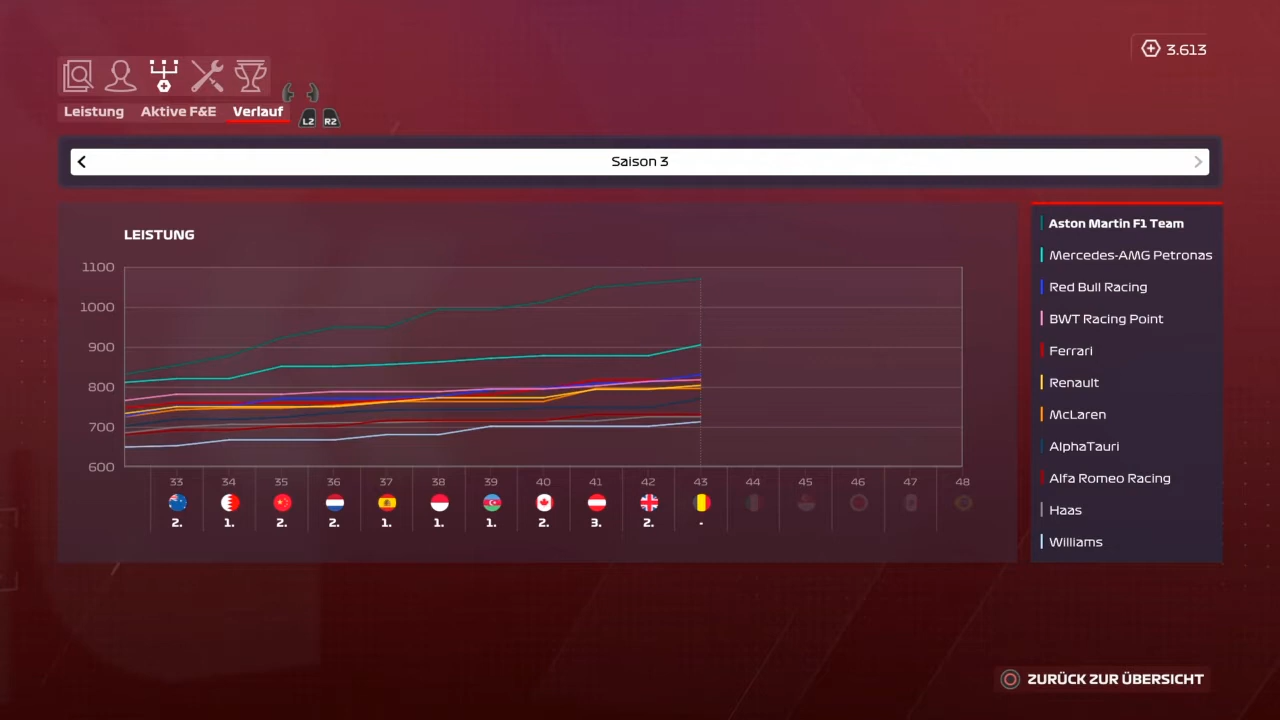 3.613
Leistung Aktive F&E Verlauf
L2 R2
Saison 3
LEISTUNG
1100
1000
900
800
700
600
33 34 35 36 37 38 39 40 41 42 43 44 45 46 47 48
2. 1. 2. 2. 1. 1. 1. 2. 3. 2. -
Aston Martin F1 Team
Mercedes-AMG Petronas
Red Bull Racing
BWT Racing Point
Ferrari
Renault
McLaren
AlphaTauri
Alfa Romeo Racing
Haas
Williams
ZURÜCK ZUR ÜBERSICHT